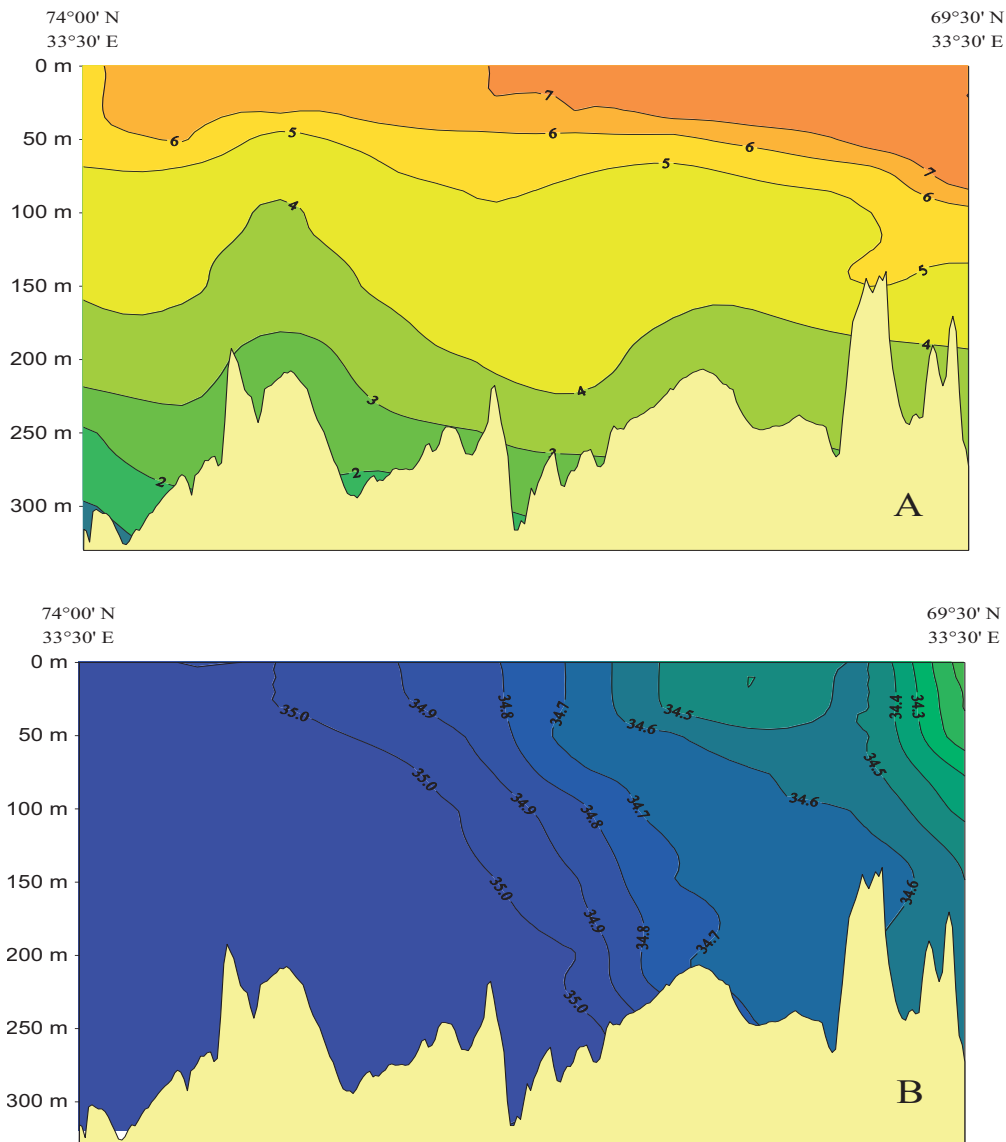 74°00' N 69°30' N
33°30' E 33°30' E
0 m
7
50 m 6 5 6 6
5
7
6
100 m 4
150 m 5
200 m 4
4
3
250 m
2
300 m 2
A
74°00' N 69°30' N
33°30' E 33°30' E
0 m
35.0 34.9 34.8 34.7 34.6 34.5 34.4 34.3
50 m
35.0 34.5
100 m 34.9 34.8 34.7 34.6
150 m 35.0 34.6
200 m 34.9 34.8 34.7
35.0
250 m
300 m B